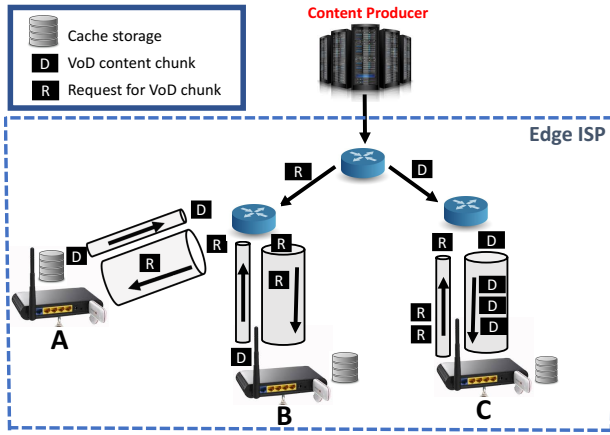 Content Producer
Cache storage
D VoD content chunk
R Request for VoD chunk
Edge ISP
R D
D
D R R R D
R R
D
R D
R D
D
A B C